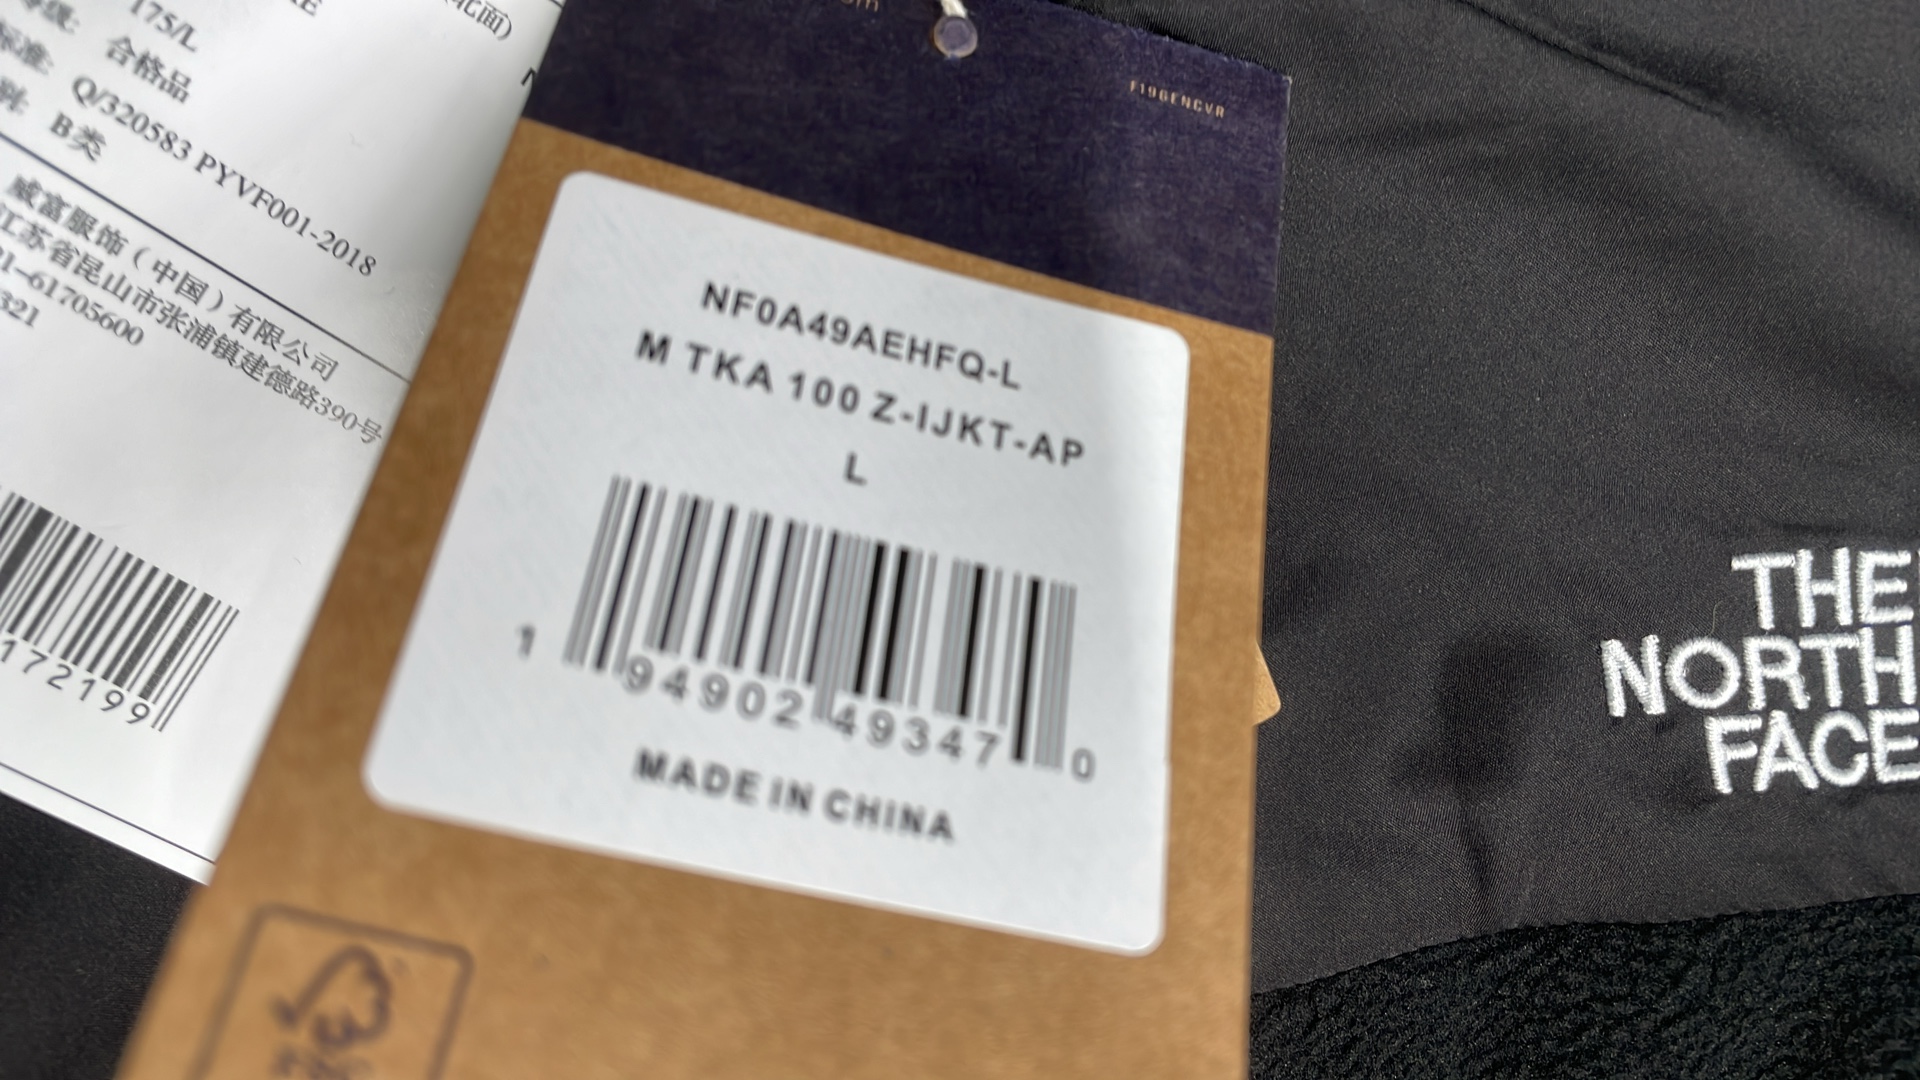 175/L
合格品
Q/320583 PYVF001-2018
B类
威富服饰（中国）有限公司
江苏省昆山市张浦镇建德路390号
21-61705600
321
172199
F19GENCVR
NF0A49AEHFQ-L
M TKA 100 Z-IJKT-AP
L
1 94902 49347 0
MADE IN CHINA
THE
NORTH
FACE